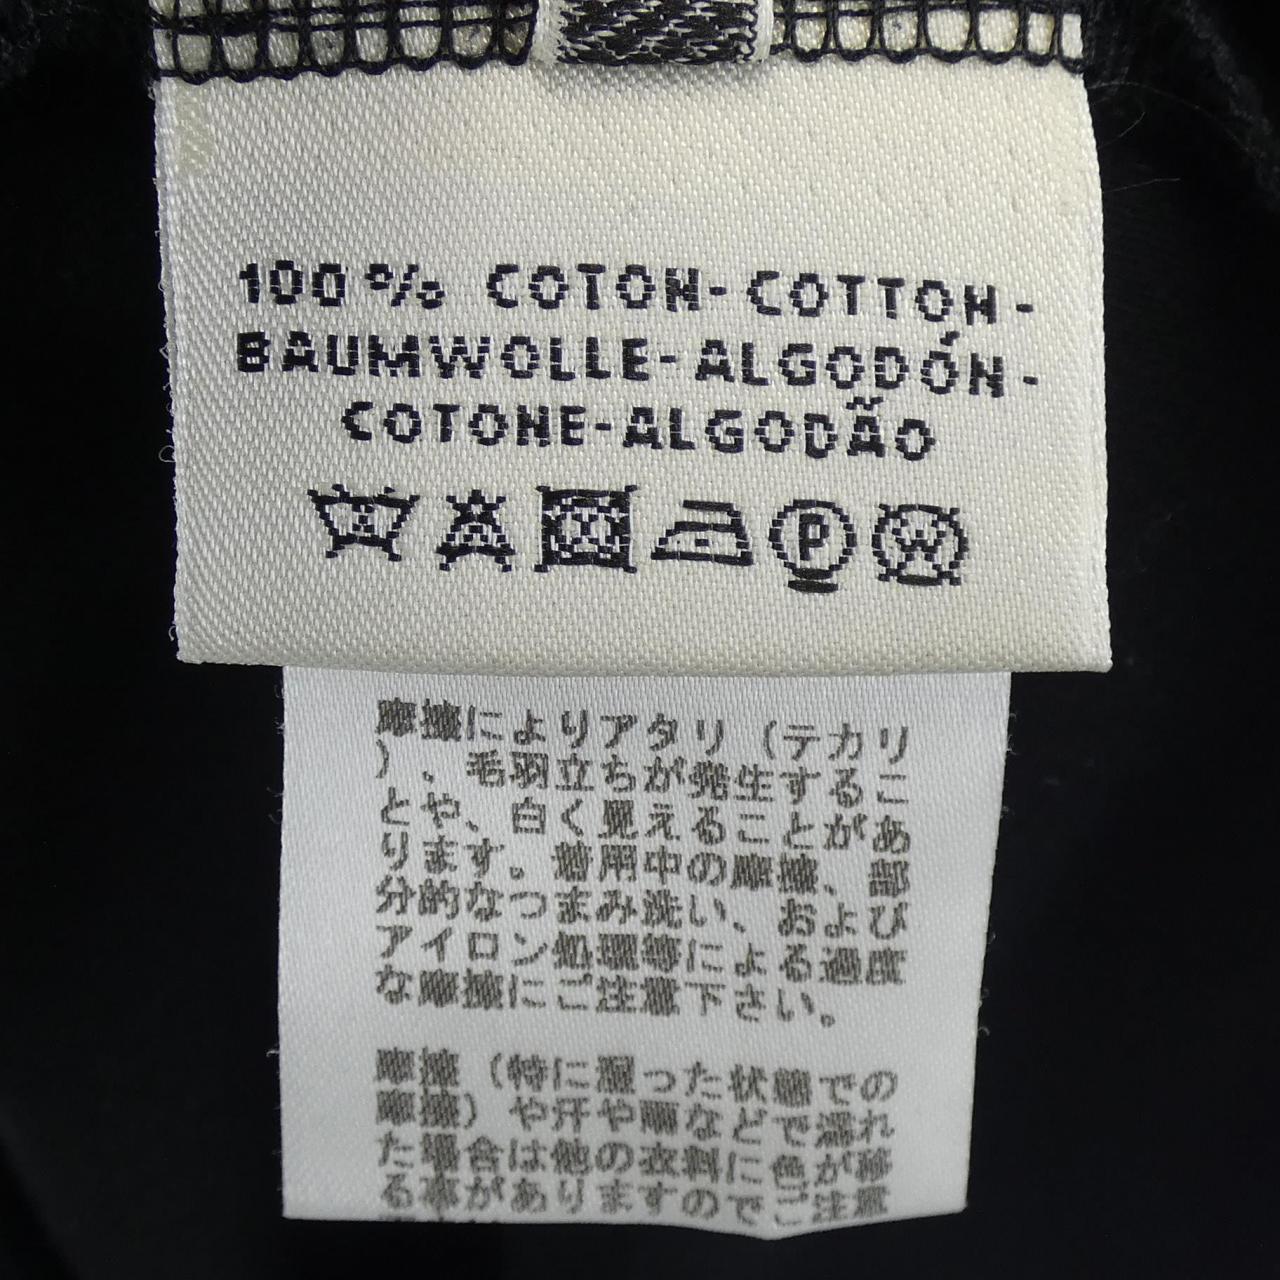 100% COTON-COTTON-
BAUMWOLLE-ALGODÓN-
COTONE-ALGODÃO
P
W
摩擦によりアタリ（テカリ
）、毛羽立ちが発生するこ
とや、白く見えることがあ
ります。着用中の摩擦、部
分的なつまみ洗い、および
アイロン処理等による過度
な摩擦にご注意下さい。
摩擦（特に湿った状態での
摩擦）や汗や雨などで濡れ
た場合は他の衣料に色が移
る事がありますのでご注意